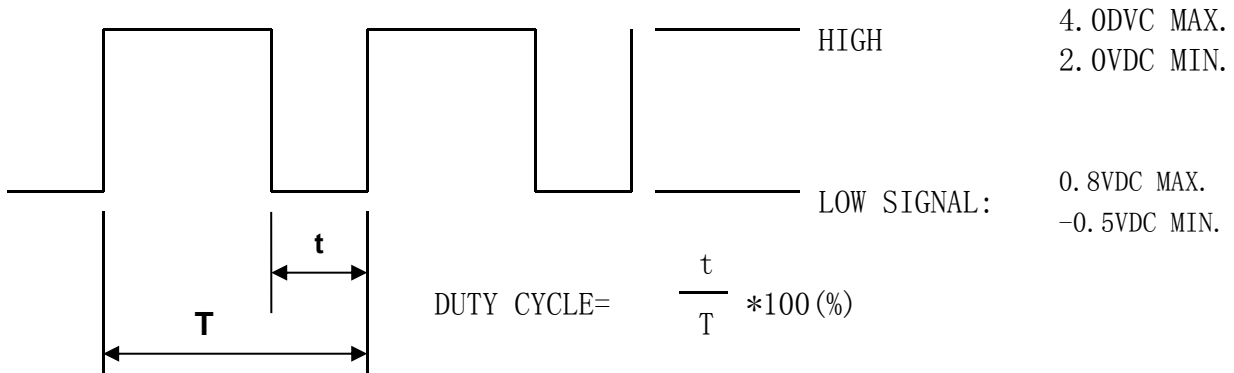 4.0DVC MAX.
HIGH
2.0VDC MIN.
0.8VDC MAX.
LOW SIGNAL:
-0.5VDC MIN.
t
T
DUTY CYCLE= t/T *100(%)